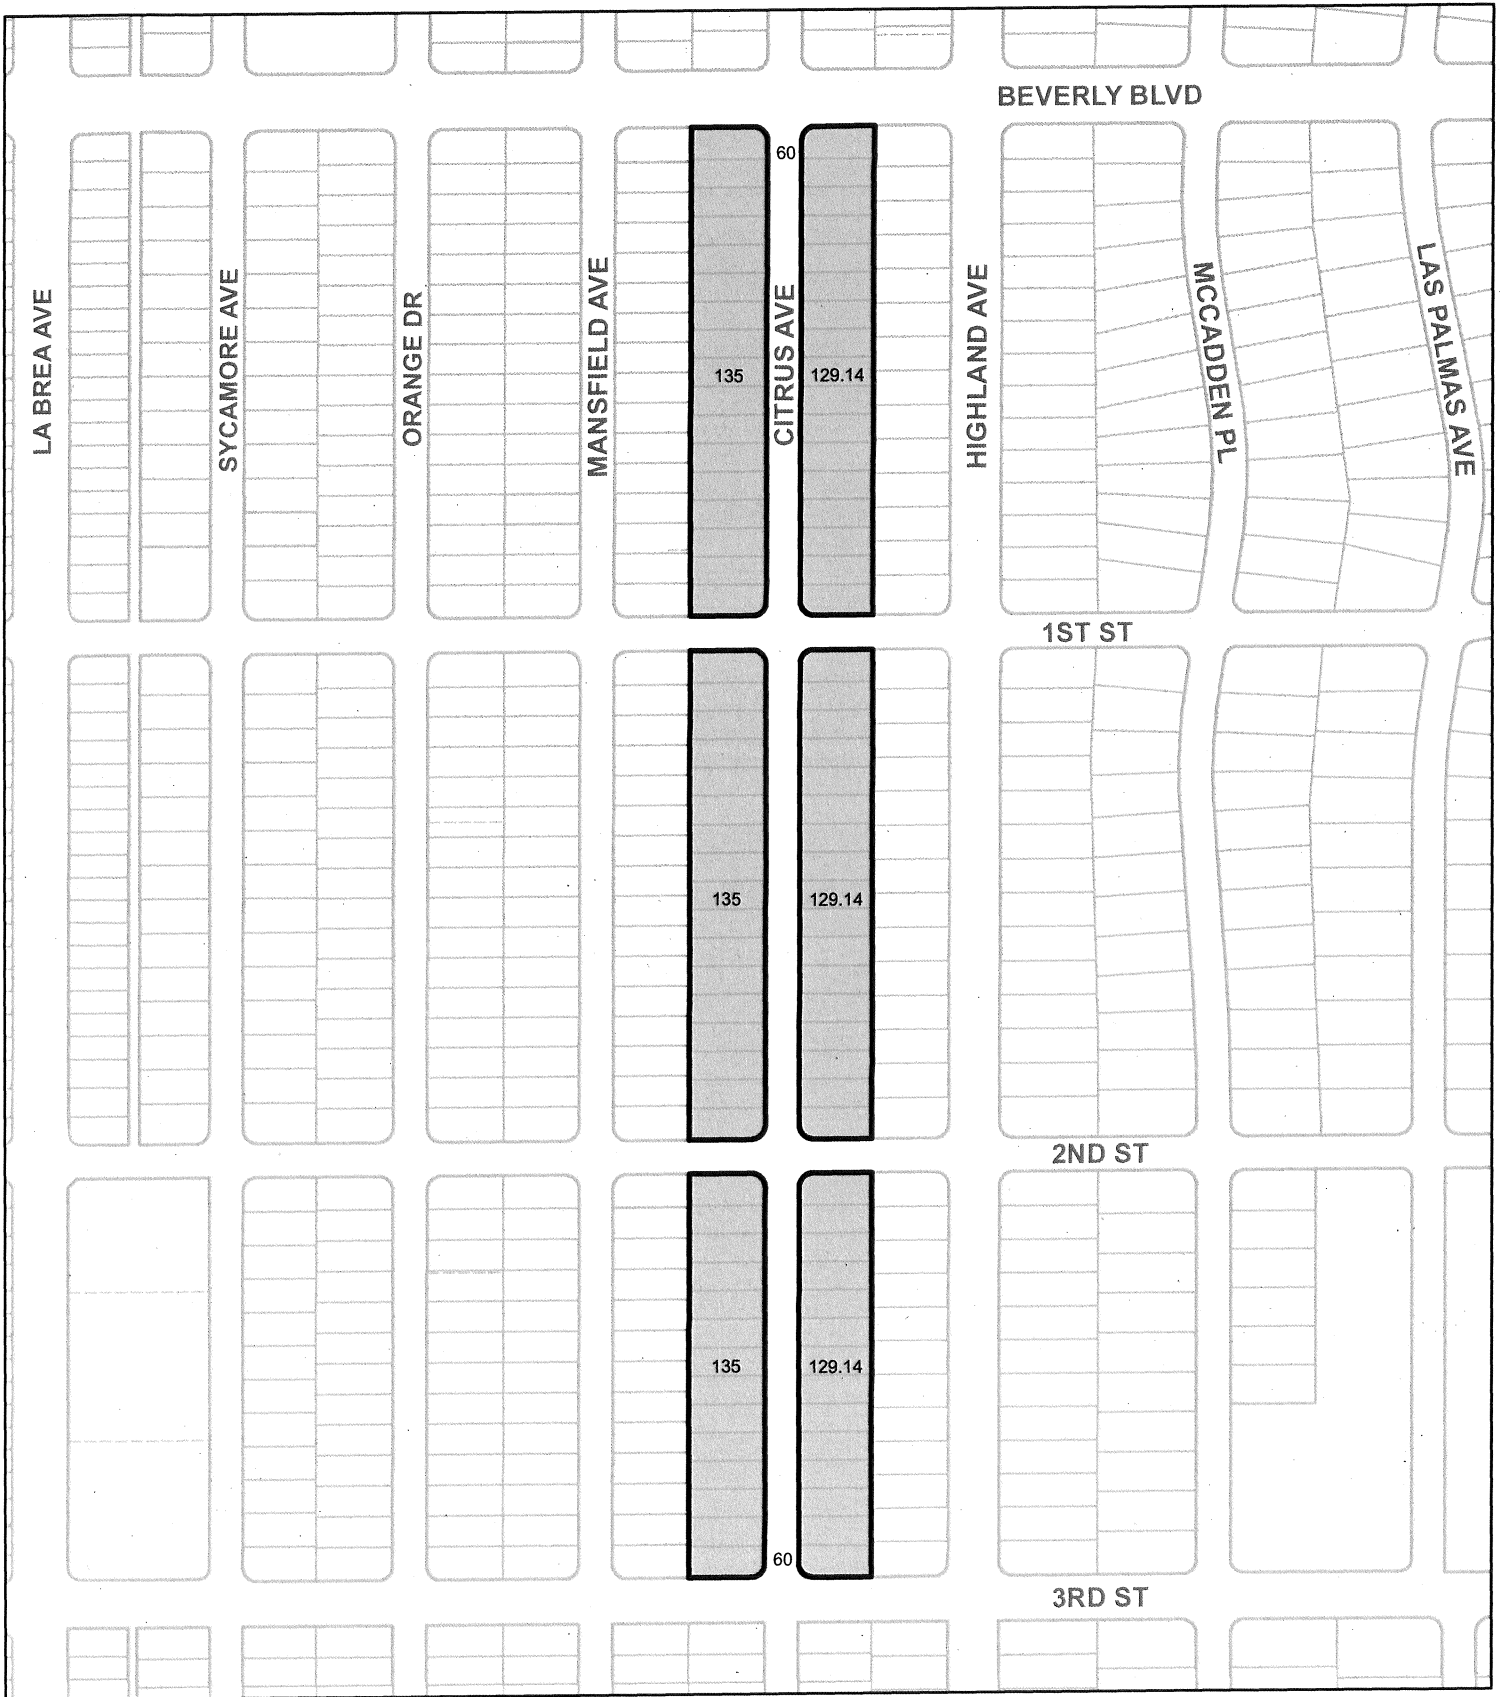 BEVERLY BLVD
60
LA BREA AVE
SYCAMORE AVE
ORANGE DR
MANSFIELD AVE
135
CITRUS AVE
129.14
HIGHLAND AVE
MCCADDEN PL
LAS PALMAS AVE
1ST ST
135
129.14
2ND ST
135
129.14
60
3RD ST